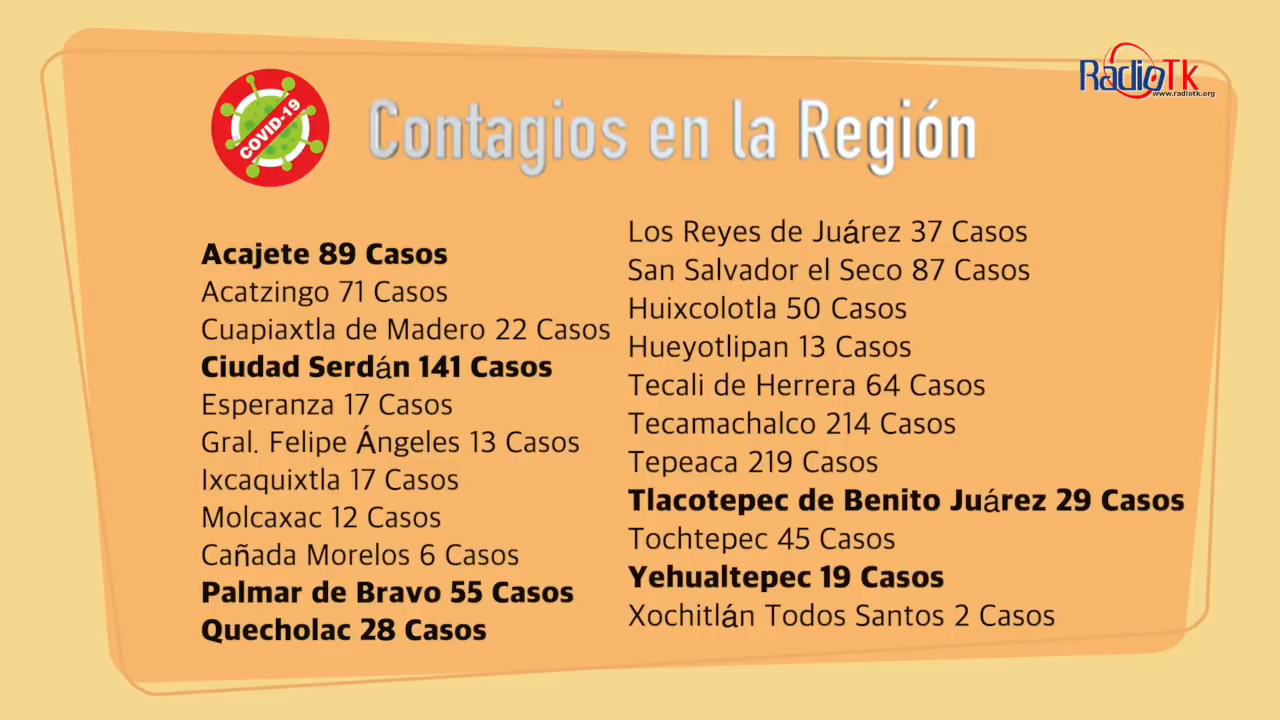 COVID-19
Contagios en la Región
RadioTk
www.radiotk.org
Acajete 89 Casos
Acatzingo 71 Casos
Cuapiaxtla de Madero 22 Casos
Ciudad Serdán 141 Casos
Esperanza 17 Casos
Gral. Felipe Ángeles 13 Casos
Ixcaquixtla 17 Casos
Molcaxac 12 Casos
Cañada Morelos 6 Casos
Palmar de Bravo 55 Casos
Quecholac 28 Casos
Los Reyes de Juárez 37 Casos
San Salvador el Seco 87 Casos
Huixcolotla 50 Casos
Hueyotlipan 13 Casos
Tecali de Herrera 64 Casos
Tecamachalco 214 Casos
Tepeaca 219 Casos
Tlacotepec de Benito Juárez 29 Casos
Tochtepec 45 Casos
Yehualtepec 19 Casos
Xochitlán Todos Santos 2 Casos